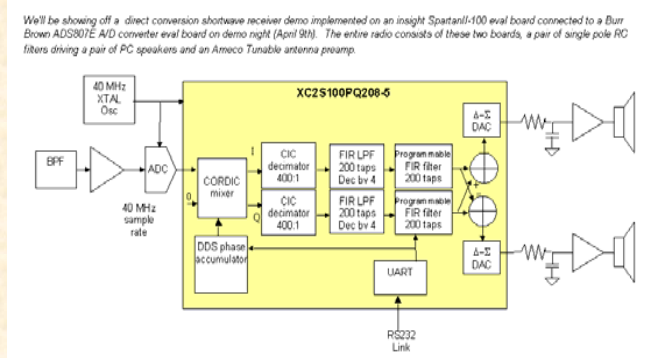 We'll be showing off a direct conversion shortwave receiver demo implemented on an insight SpartanII-100 eval board connected to a Burr
Brown ADS807E A/D converter eval board on demo night (April 9th). The entire radio consists of these two boards, a pair of single pole RC
filters driving a pair of PC speakers and an Ameco Tunable antenna preamp.
40 MHz
XTAL
Osc
XC2S100PQ208-5
Δ-Σ
DAC
BPF
ADC
I
CIC
decimator
400:1
FIR LPF
200 taps
Dec by 4
Programmable
FIR filter
200 taps
CORDIC
mixer
0
+
-
40 MHz
sample
rate
Q
CIC
decimator
400:1
FIR LPF
200 taps
Dec by 4
Programmable
FIR filter
200 taps
DDS phase
accumulator
Δ-Σ
DAC
UART
RS232
Link